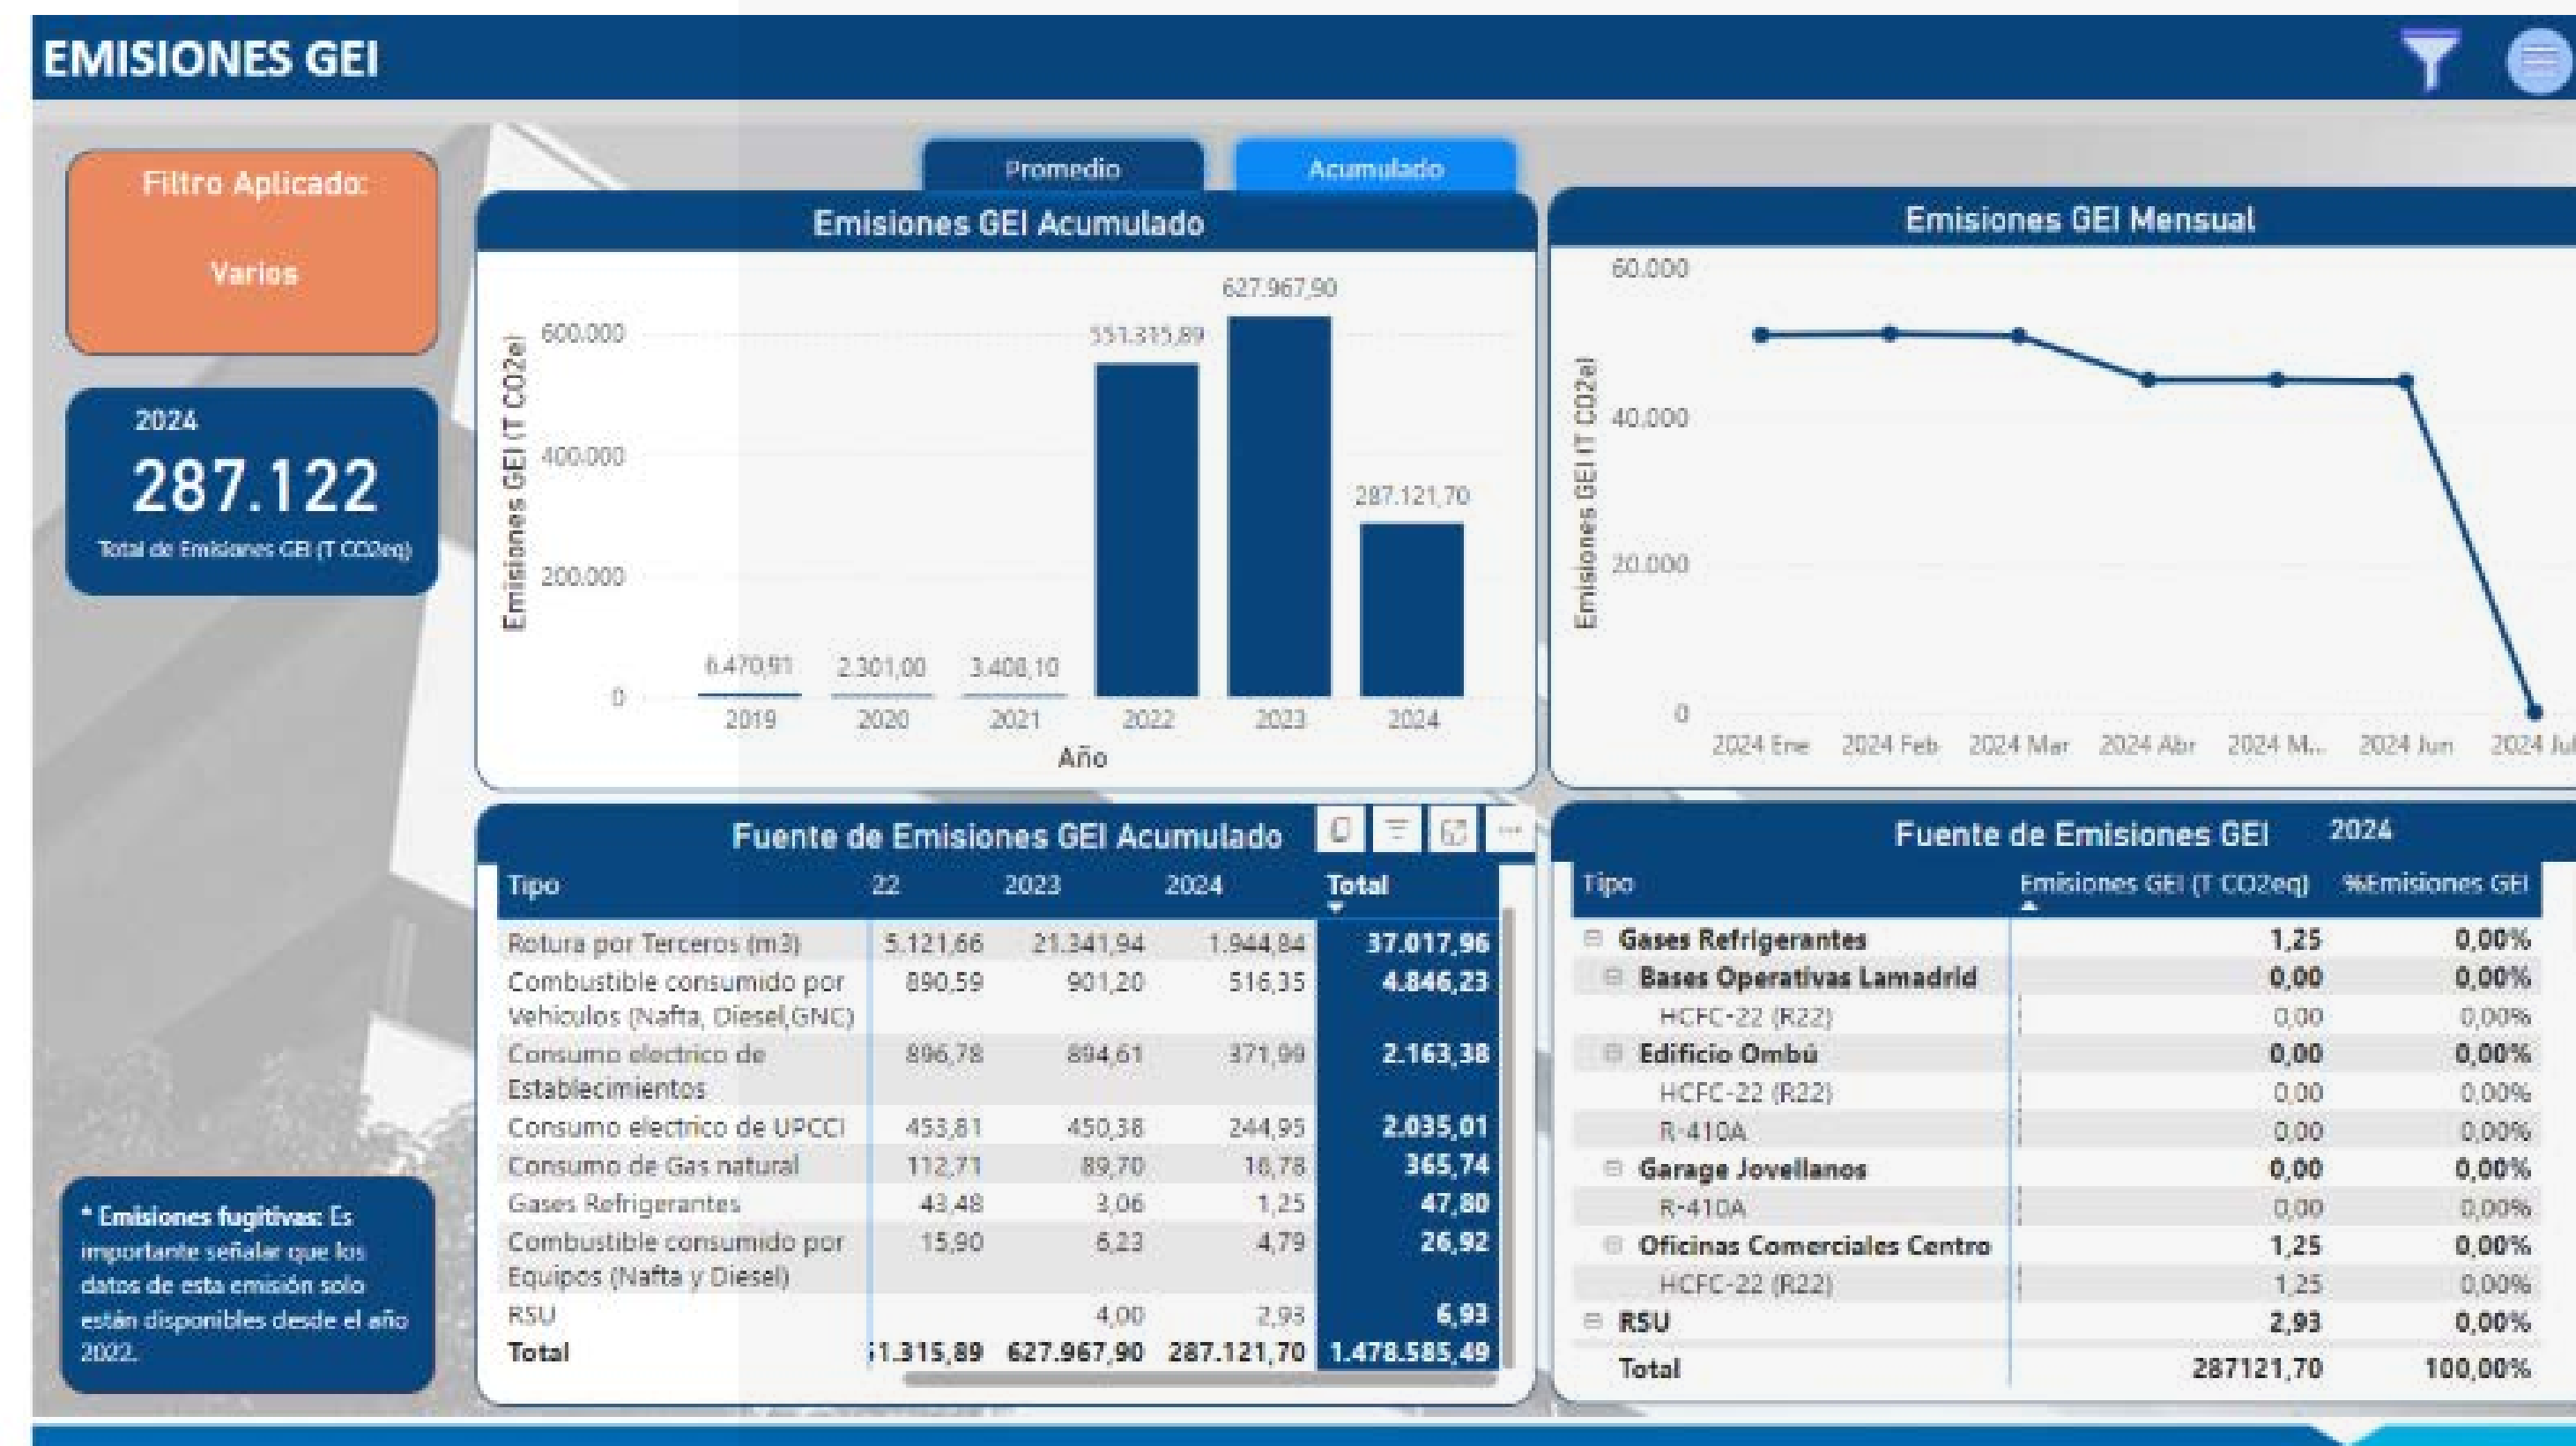 EMISIONES GEI
Filtro Aplicado:
Varios
2024
287.122
Total de Emisiones GEI (T CO2eq)
* Emisiones fugitivas: Es
importante señalar que los
datos de esta emisión solo
están disponibles desde el año
2022.
Promedio
Acumulado
Emisiones GEI Acumulado
Emisiones GEI (T CO2e)
600.000
400.000
200.000
0
6.470,91
2.301,00
3.408,10
551.315,89
627.967,90
287.121,70
2019 2020 2021 2022 2023 2024
Año
Emisiones GEI Mensual
Emisiones GEI (T CO2e)
60.000
40.000
20.000
0
2024 Ene 2024 Feb 2024 Mar 2024 Abr 2024 M... 2024 Jun 2024 Jul
Fuente de Emisiones GEI Acumulado
Tipo 22 2023 2024 Total
Rotura por Terceros (m3) 5.121,66 21.341,94 1.944,84 37.017,96
Combustible consumido por 890,59 901,20 516,35 4.846,23
Vehiculos (Nafta, Diesel,GNC)
Consumo electrico de 896,78 894,61 371,99 2.163,38
Establecimientos
Consumo electrico de UPCCI 453,81 450,38 244,95 2.035,01
Consumo de Gas natural 112,71 89,70 16,78 365,74
Gases Refrigerantes 43,48 3,06 1,25 47,80
Combustible consumido por 15,90 6,23 4,79 26,92
Equipos (Nafta y Diesel)
RSU 4,00 2,93 6,93
Total 1.315,89 627.967,90 287.121,70 1.478.585,49
Fuente de Emisiones GEI 2024
Tipo Emisiones GEI (T CO2eq) %Emisiones GEI
Gases Refrigerantes 1,25 0,00%
Bases Operativas Lamadrid 0,00 0,00%
HCFC-22 (R22) 0,00 0,00%
Edificio Ombú 0,00 0,00%
HCFC-22 (R22) 0,00 0,00%
R-410A 0,00 0,00%
Garage Jovellanos 0,00 0,00%
R-410A 0,00 0,00%
Oficinas Comerciales Centro 1,25 0,00%
HCFC-22 (R22) 1,25 0,00%
RSU 2,93 0,00%
Total 287121,70 100,00%